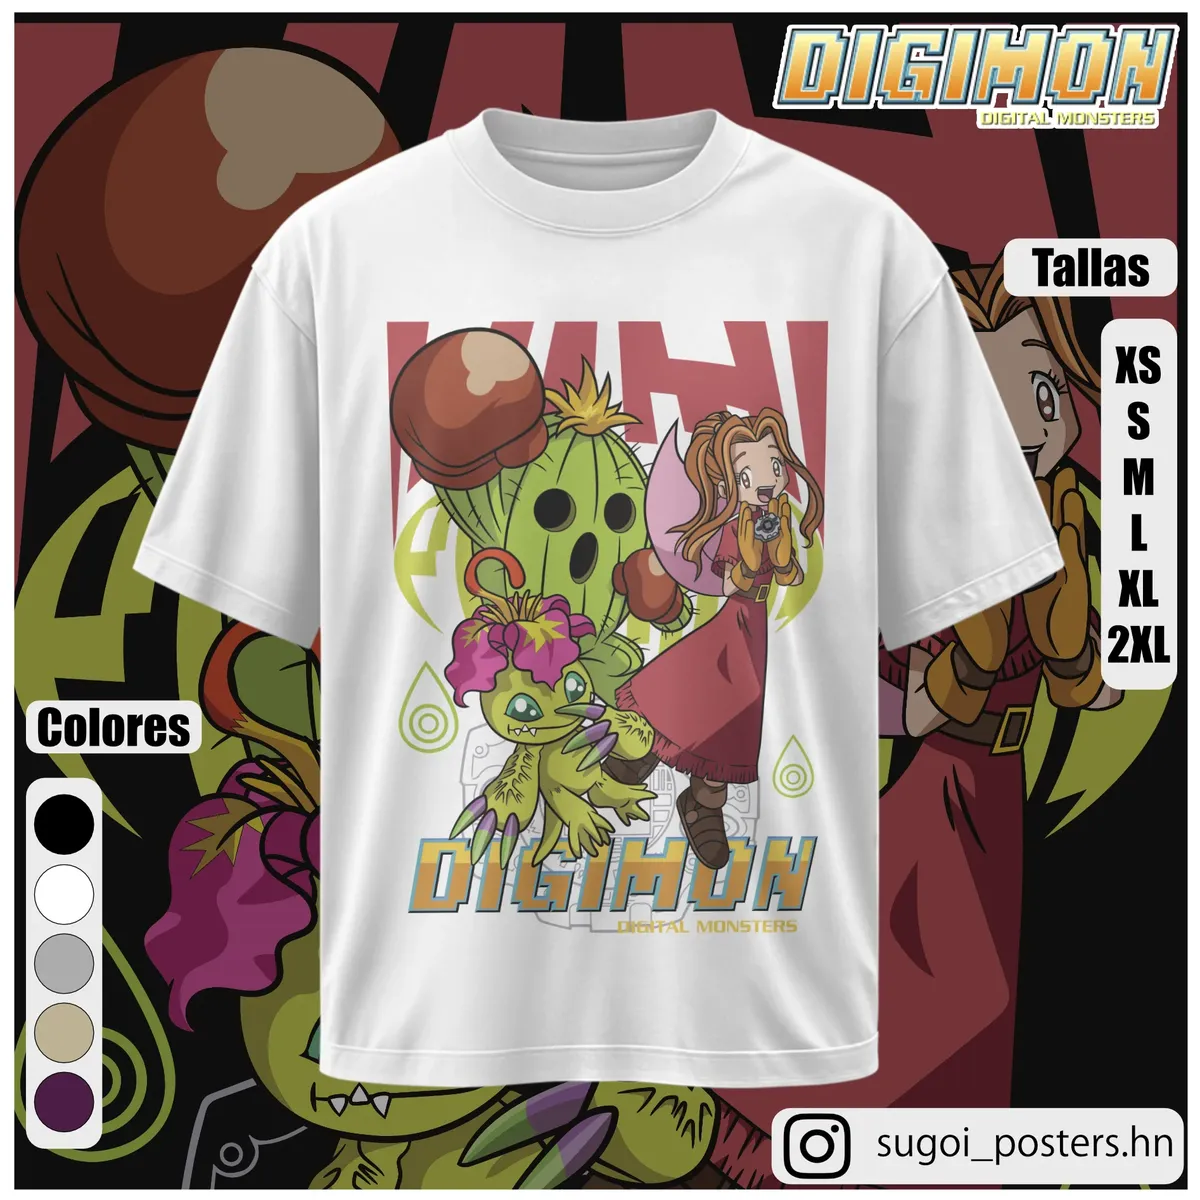 DIGIMON
DIGITAL MONSTERS
Tallas
XS
S
M
L
XL
2XL
Colores
DIGIMON
DIGITAL MONSTERS
sugoi_posters.hn